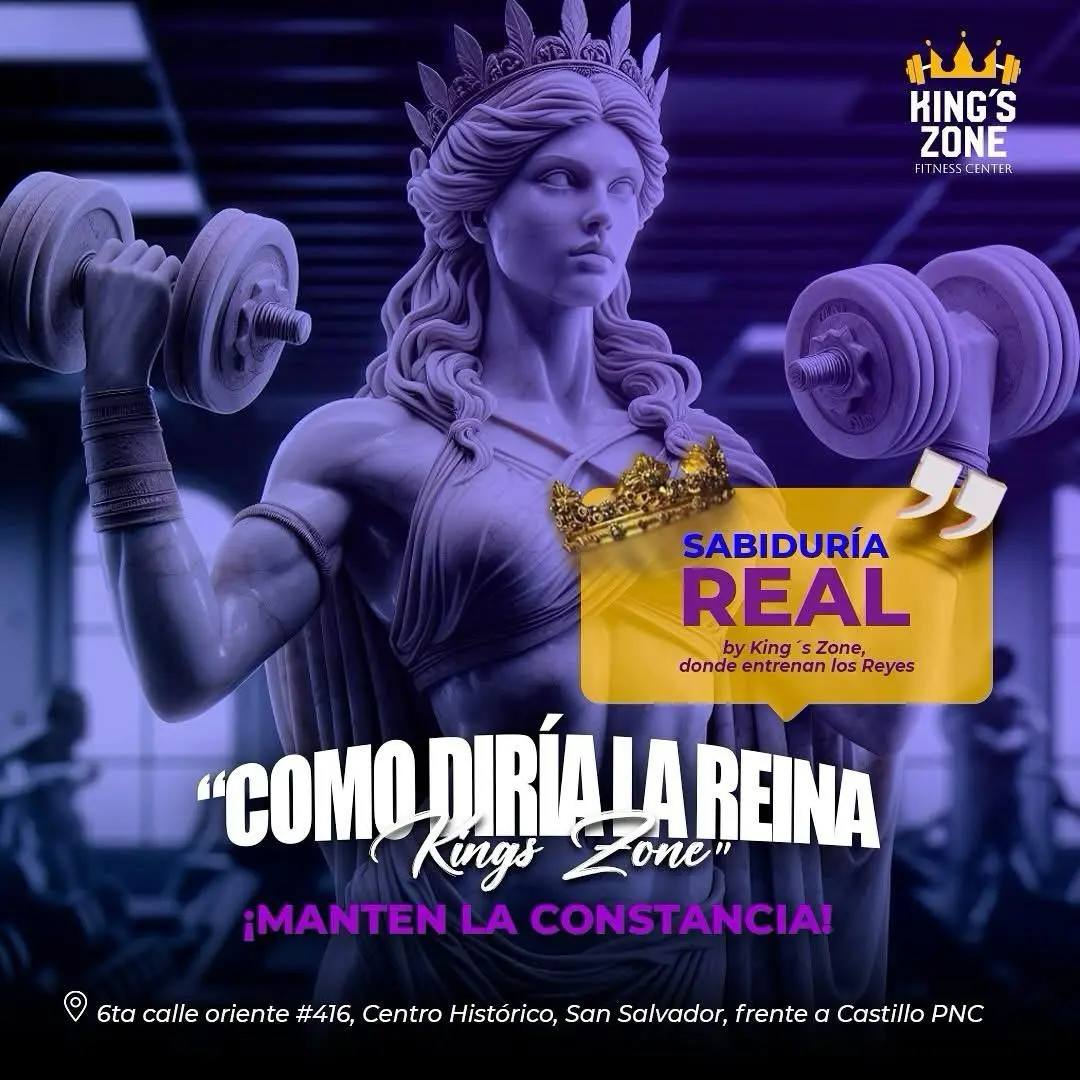 KING´S
ZONE
FITNESS CENTER
”
SABIDURÍA
REAL
by King ´s Zone,
donde entrenan los Reyes
“COMO DIRÍA LA REINA
Kings Zone”
¡MANTEN LA CONSTANCIA!
6ta calle oriente #416, Centro Histórico, San Salvador, frente a Castillo PNC